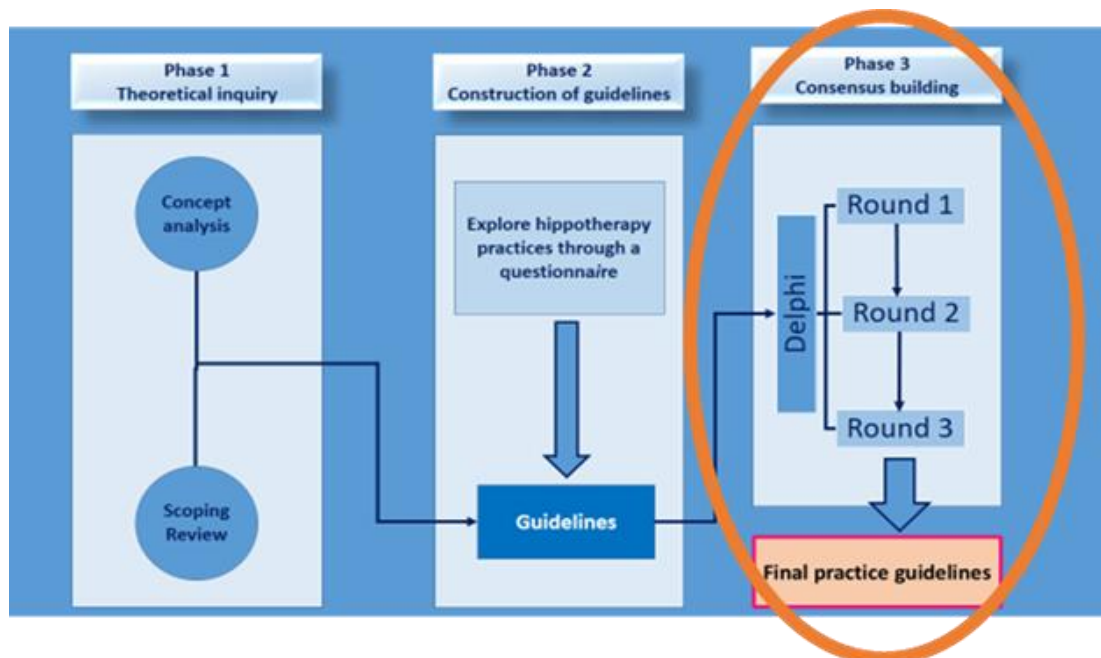 Phase 1
Theoretical inquiry
Concept
analysis
Scoping
Review
Phase 2
Construction of guidelines
Explore hippotherapy
practices through a
questionnaire
Guidelines
Phase 3
Consensus building
Delphi
Round 1
Round 2
Round 3
Final practice guidelines